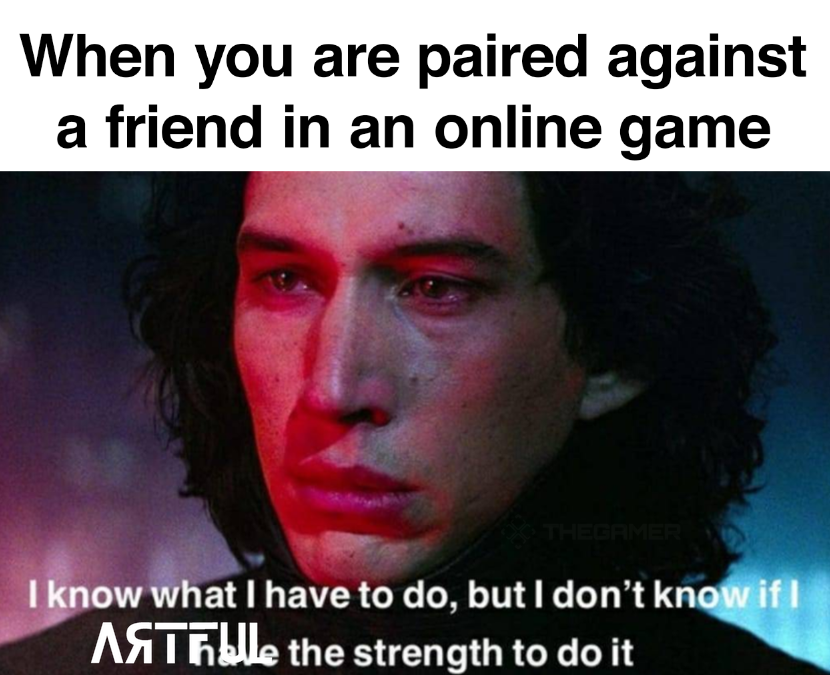 When you are paired against
a friend in an online game
THEGAMER
I know what I have to do, but I don't know if I
ARTFUL
have the strength to do it